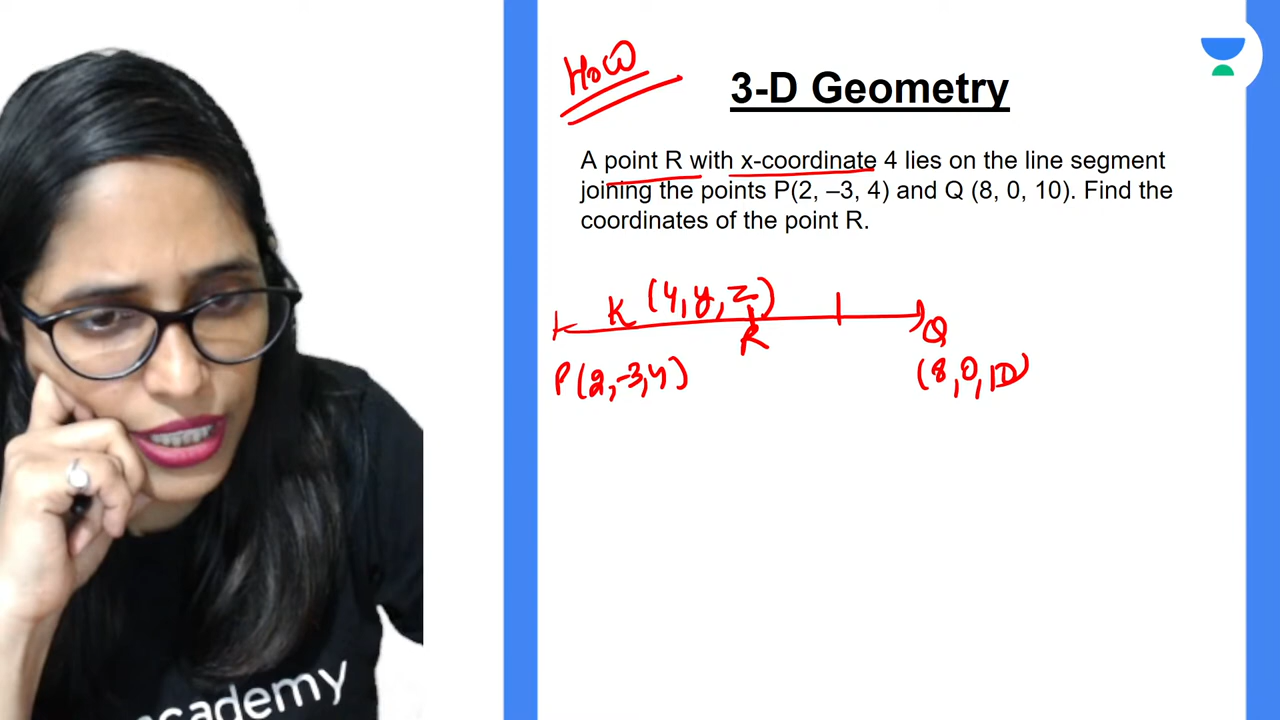 H.W
3-D Geometry
A point R with x-coordinate 4 lies on the line segment
joining the points P(2, –3, 4) and Q (8, 0, 10). Find the
coordinates of the point R.
K (4, y, z)
R
Q
P(2,-3,4)
(8,0,10)
academy